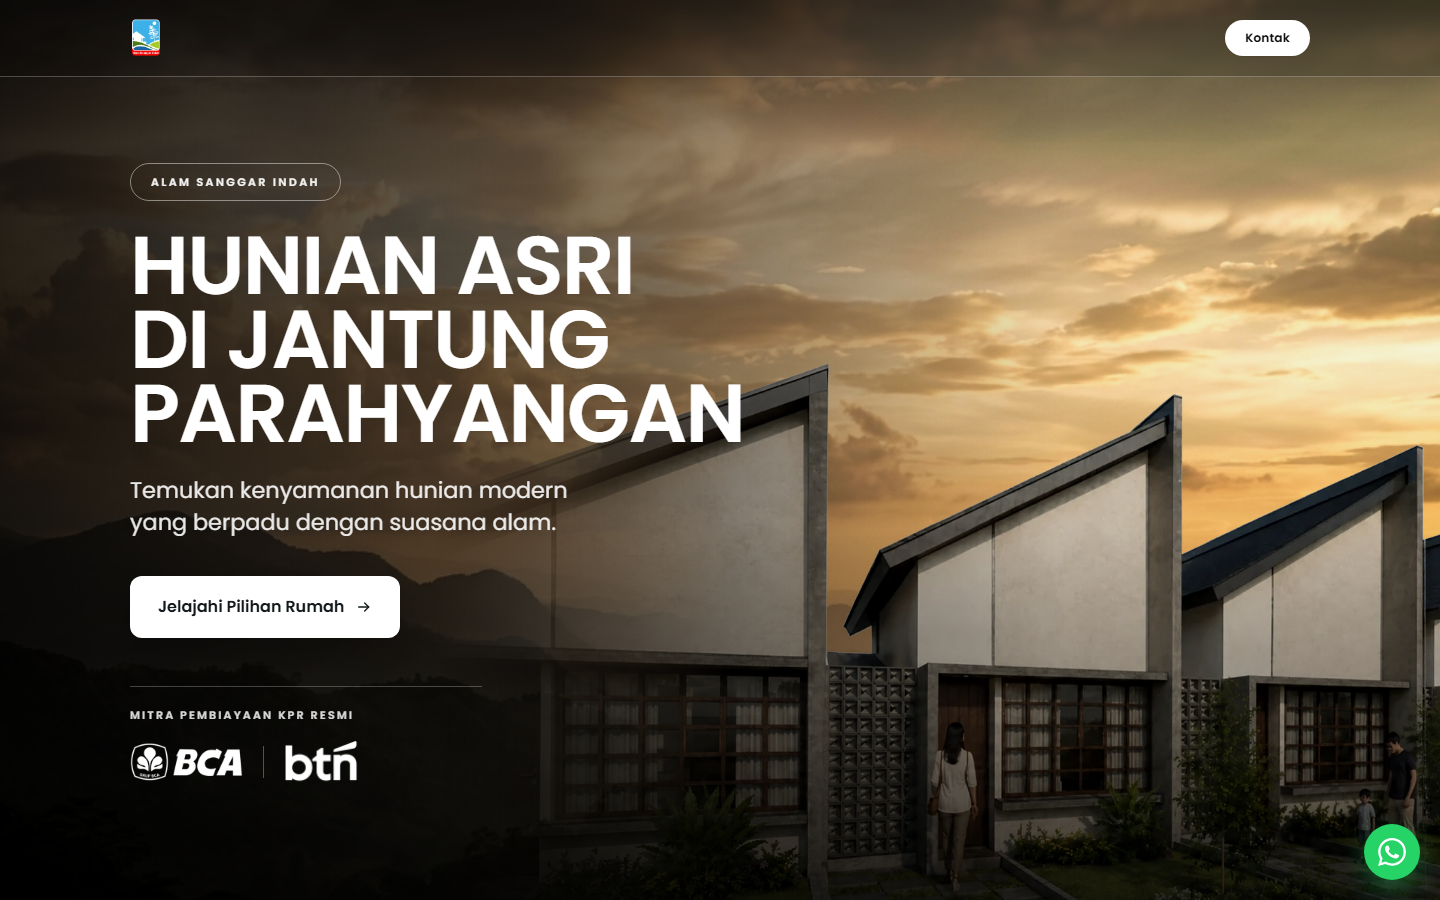 Kontak
ALAM SANGGAR INDAH
HUNIAN ASRI
DI JANTUNG
PARAHYANGAN
Temukan kenyamanan hunian modern
yang berpadu dengan suasana alam.
Jelajahi Pilihan Rumah
MITRA PEMBIAYAAN KPR RESMI
BCA
btn